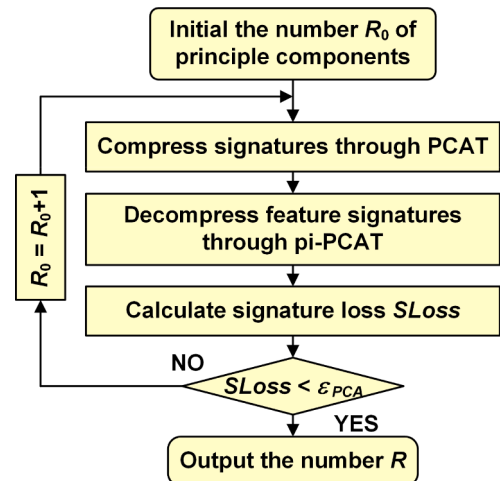 Initial the number R₀ of
principle components
Compress signatures through PCAT
Decompress feature signatures
through pi-PCAT
R₀ = R₀+1
Calculate signature loss SLoss
NO
SLoss < εPCA
YES
Output the number R